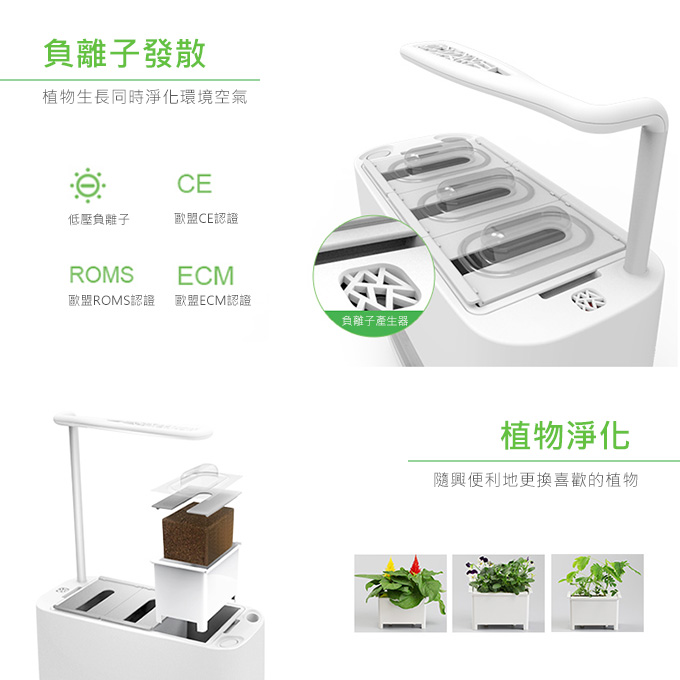 負離子發散
植物生長同時淨化環境空氣
低壓負離子
CE
歐盟CE認證
ROMS
歐盟ROMS認證
ECM
歐盟ECM認證
負離子產生器
植物淨化
隨興便利地更換喜歡的植物